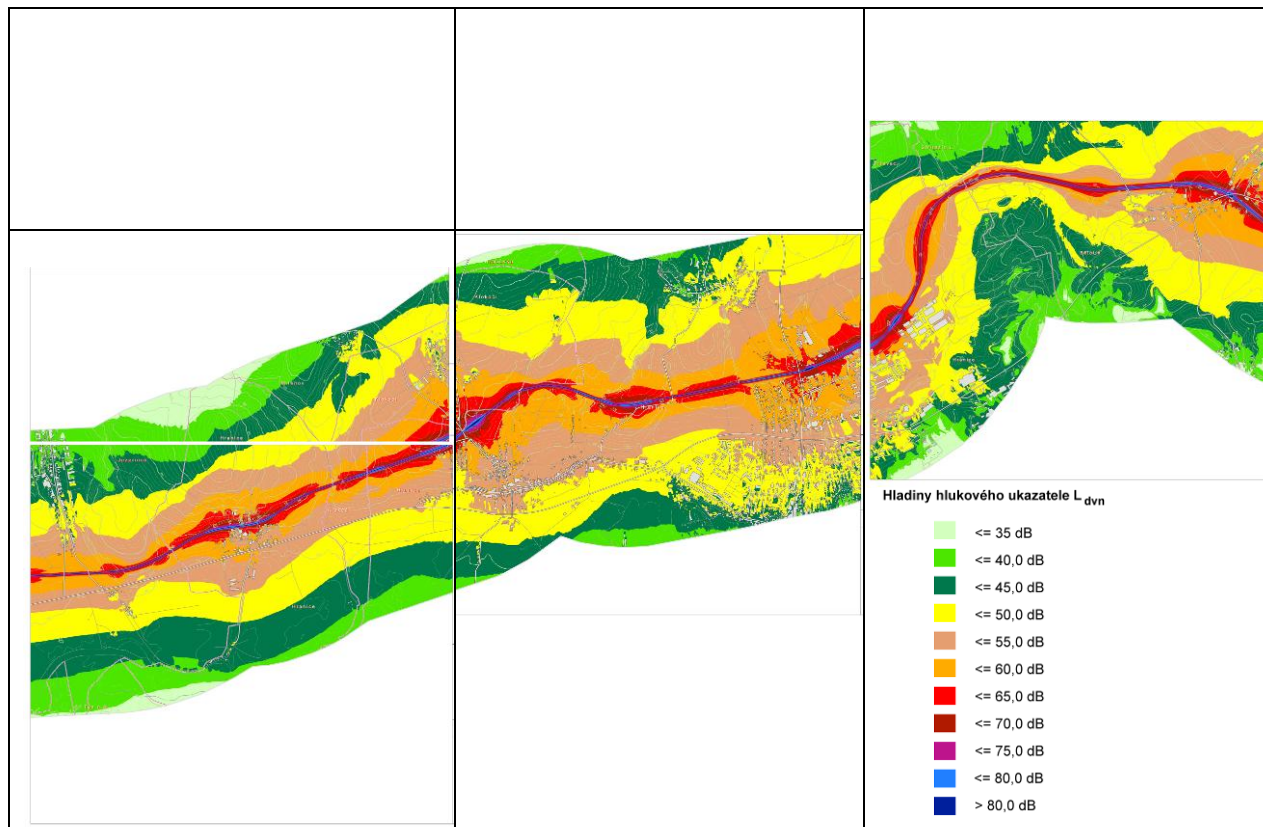 Hladiny hlukového ukazatele L dvn
<= 35 dB
<= 40,0 dB
<= 45,0 dB
<= 50,0 dB
<= 55,0 dB
<= 60,0 dB
<= 65,0 dB
<= 70,0 dB
<= 75,0 dB
<= 80,0 dB
> 80,0 dB